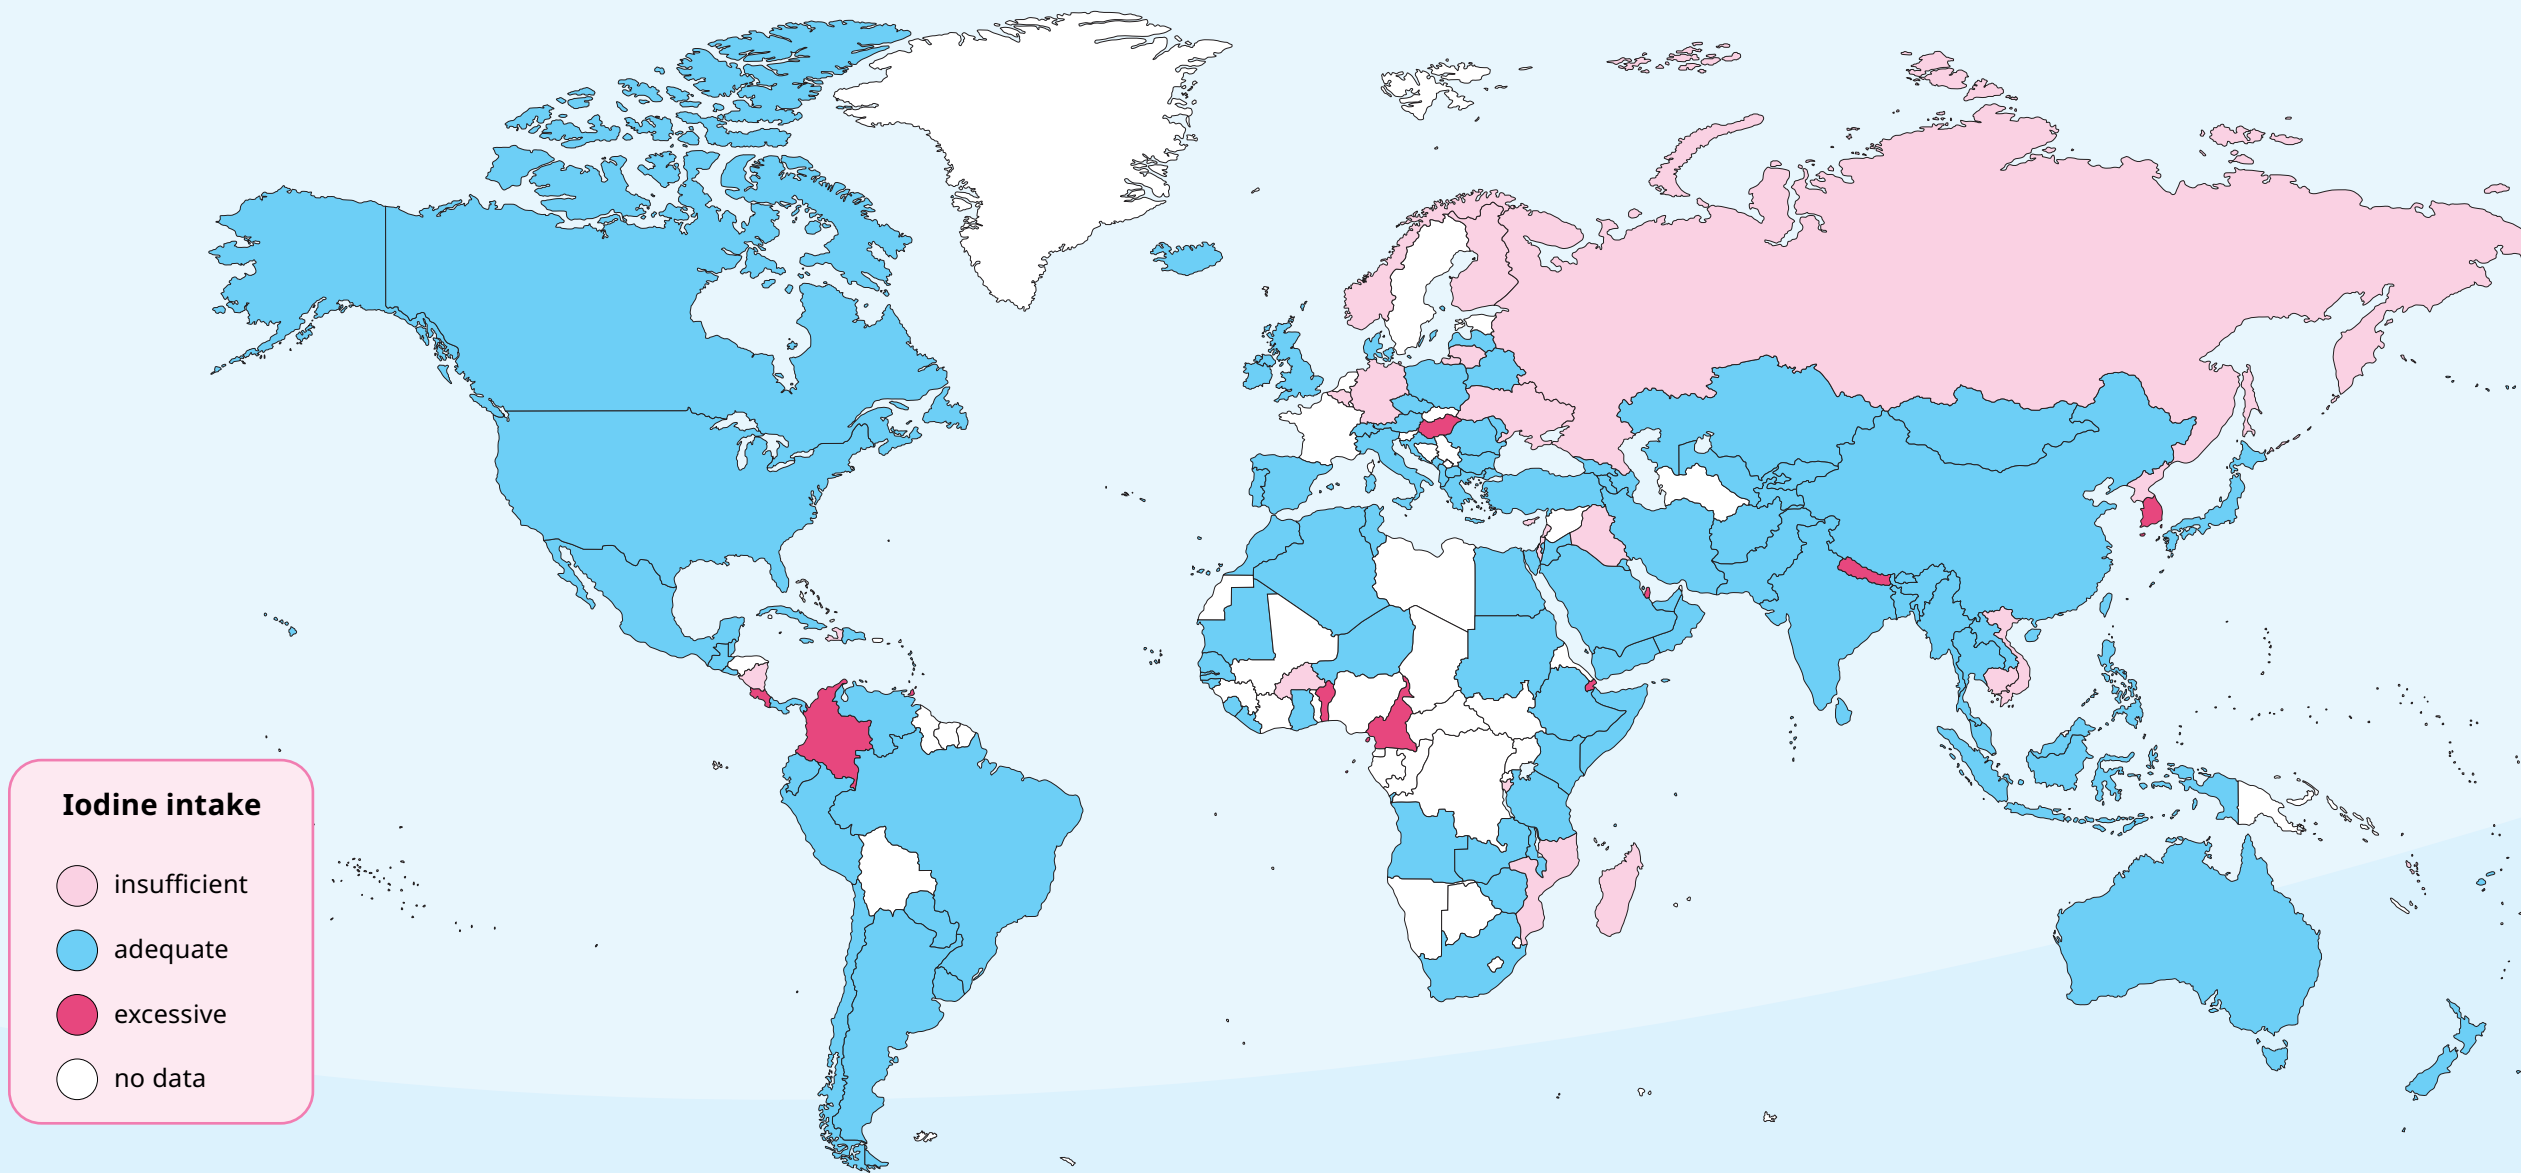 Iodine intake
insufficient
adequate
excessive
no data